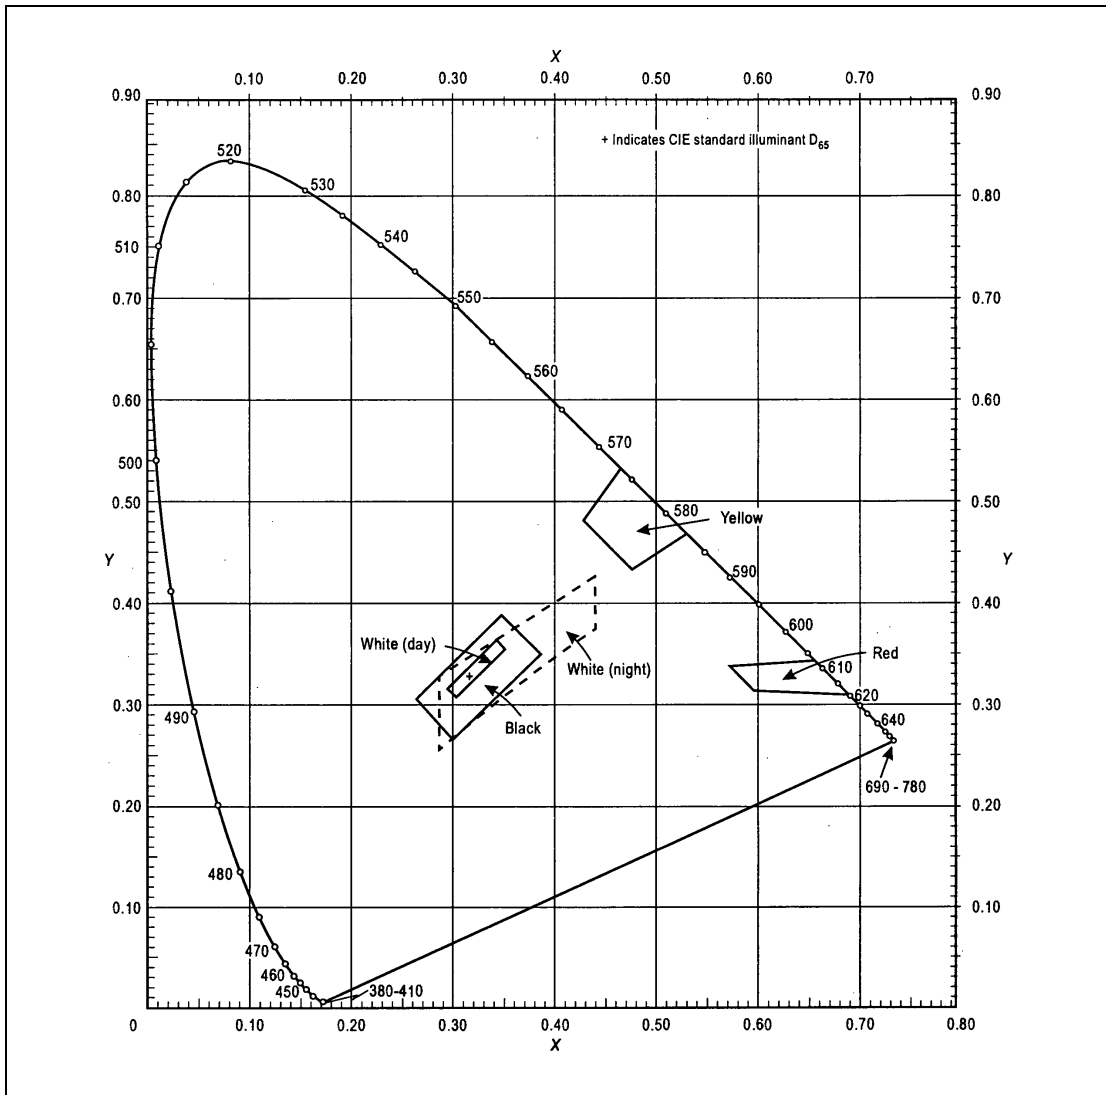 X
0.10 0.20 0.30 0.40 0.50 0.60 0.70
0.90 0.90
+ Indicates CIE standard illuminant D65
520
530
0.80 0.80
540
510
0.70 550 0.70
560
0.60 0.60
570
500
0.50 580 0.50
Yellow
Y Y
590
0.40 0.40
600
White (day) Red
610
White (night)
620
0.30 0.30
490 640
Black
690 - 780
0.20 0.20
480
0.10 0.10
470
460
450 380-410
0 0.10 0.20 0.30 0.40 0.50 0.60 0.70 0.80
X